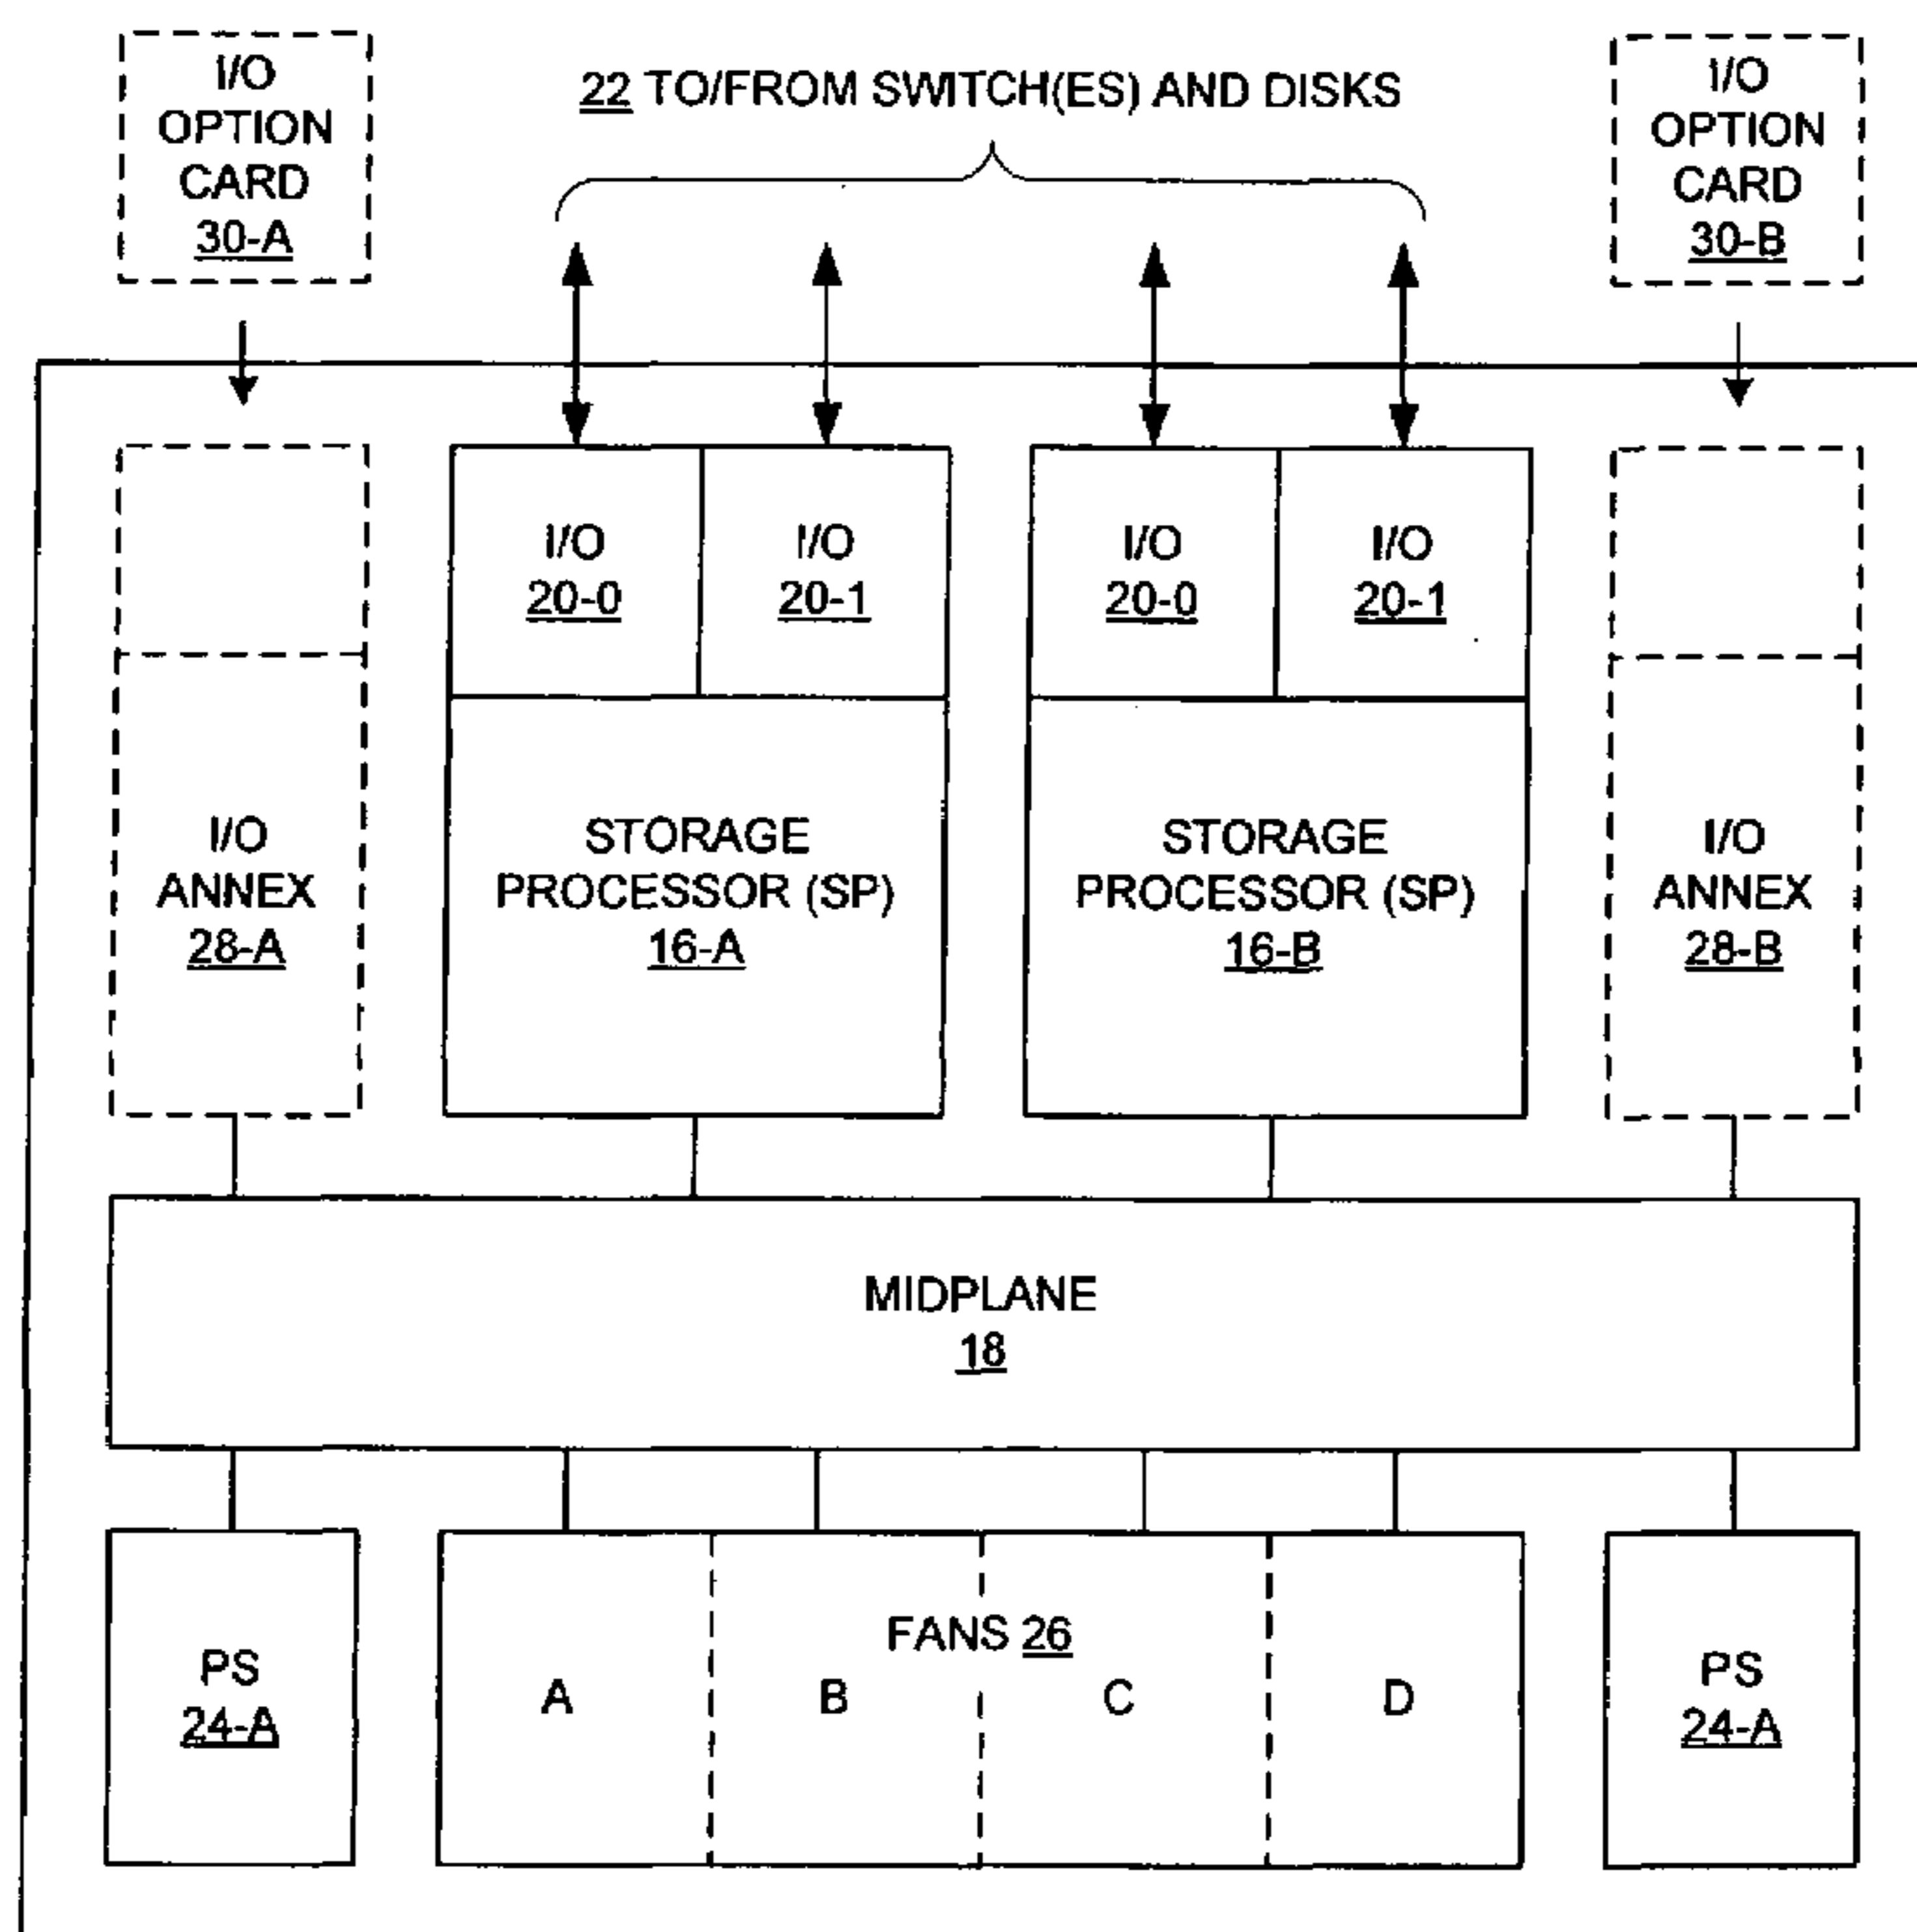 I/O
OPTION
CARD
30-A
22 TO/FROM SWITCH(ES) AND DISKS
I/O
OPTION
CARD
30-B
I/O
20-0
I/O
20-1
I/O
20-0
I/O
20-1
I/O
ANNEX
28-A
STORAGE
PROCESSOR (SP)
16-A
STORAGE
PROCESSOR (SP)
16-B
I/O
ANNEX
28-B
MIDPLANE
18
PS
24-A
FANS 26
A
B
C
D
PS
24-A